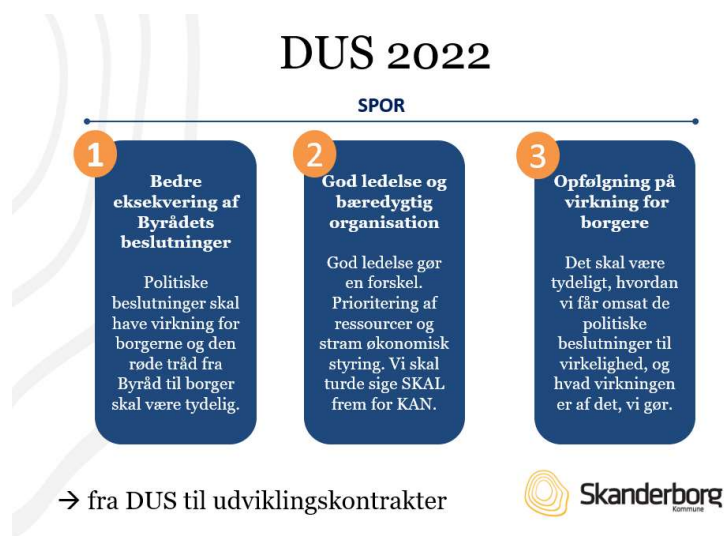 DUS 2022
SPOR
1
Bedre
eksekvering af
Byrådets
beslutninger
Politiske
beslutninger skal
have virkning for
borgerne og den
røde tråd fra
Byråd til borger
skal være tydelig.
2
God ledelse og
bæredygtig
organisation
God ledelse gør
en forskel.
Prioritering af
ressourcer og
stram økonomisk
styring. Vi skal
turde sige SKAL
frem for KAN.
3
Opfølgning på
virkning for
borgere
Det skal være
tydeligt, hvordan
vi får omsat de
politiske
beslutninger til
virkelighed, og
hvad virkningen
er af det, vi gør.
→ fra DUS til udviklingskontrakter
Skanderborg
Kommune